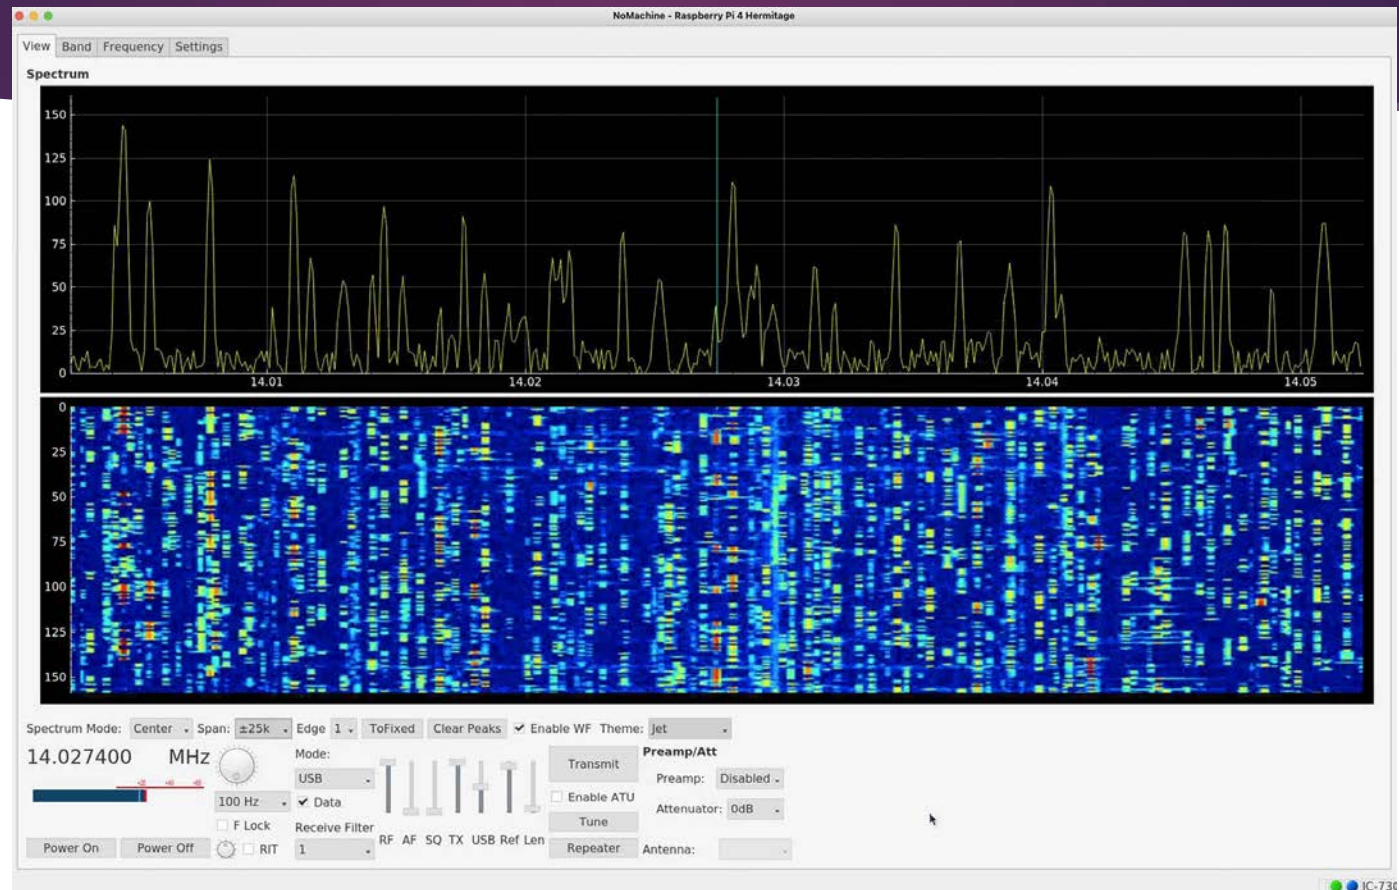 NoMachine - Raspberry Pi 4 Hermitage
View Band Frequency Settings
Spectrum
150
125
100
75
50
25
0
14.01 14.02 14.03 14.04 14.05
0
25
50
75
100
125
150
Spectrum Mode: Center Span: ±25k Edge 1 ToFixed Clear Peaks Enable WF Theme: Jet
14.027400 MHz
Mode:
USB
100 Hz
Data
F Lock
Receive Filter
RIT
1
Power On Power Off
RF AF SQ TX USB Ref Len
Transmit
Enable ATU
Tune
Repeater
Preamp/Att
Preamp: Disabled
Attenuator: 0dB
Antenna: